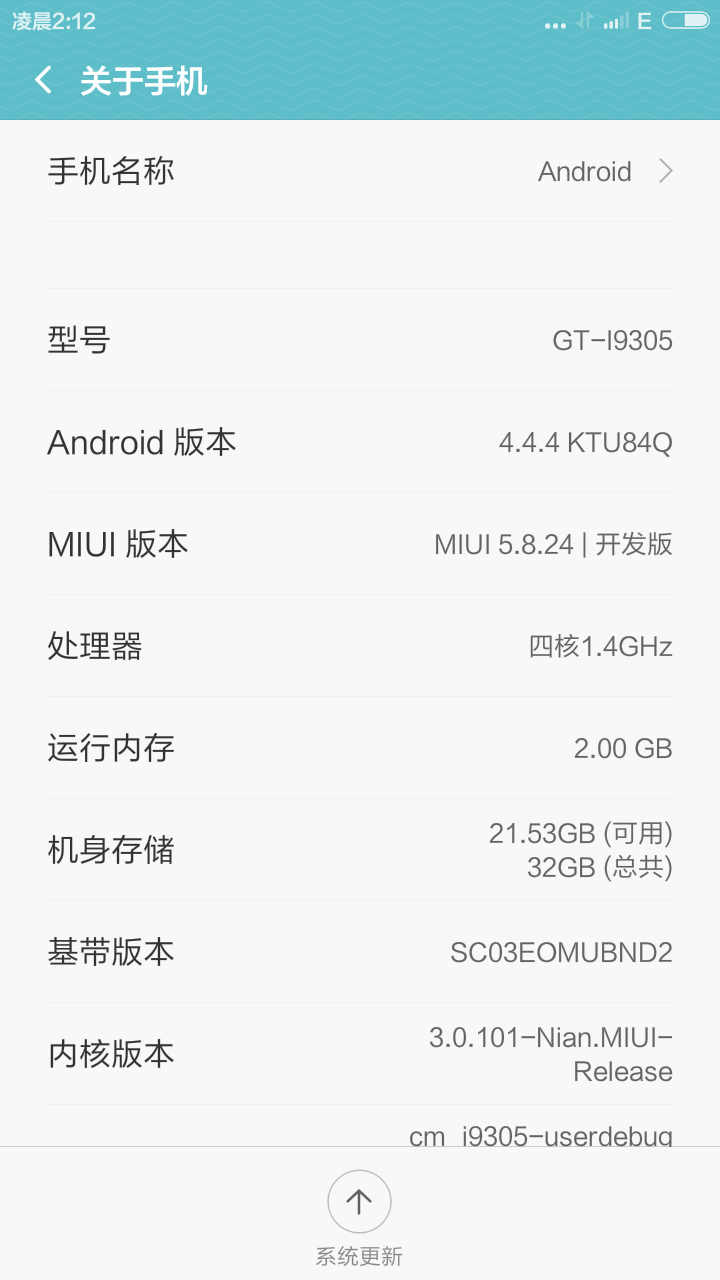 凌晨2:12
E
关于手机
手机名称 Android
型号 GT-I9305
Android 版本 4.4.4 KTU84Q
MIUI 版本 MIUI 5.8.24 | 开发版
处理器 四核1.4GHz
运行内存 2.00 GB
机身存储 21.53GB (可用)
32GB (总共)
基带版本 SC03EOMUBND2
内核版本 3.0.101-Nian.MIUI-
Release
cm_i9305-userdebug
系统更新